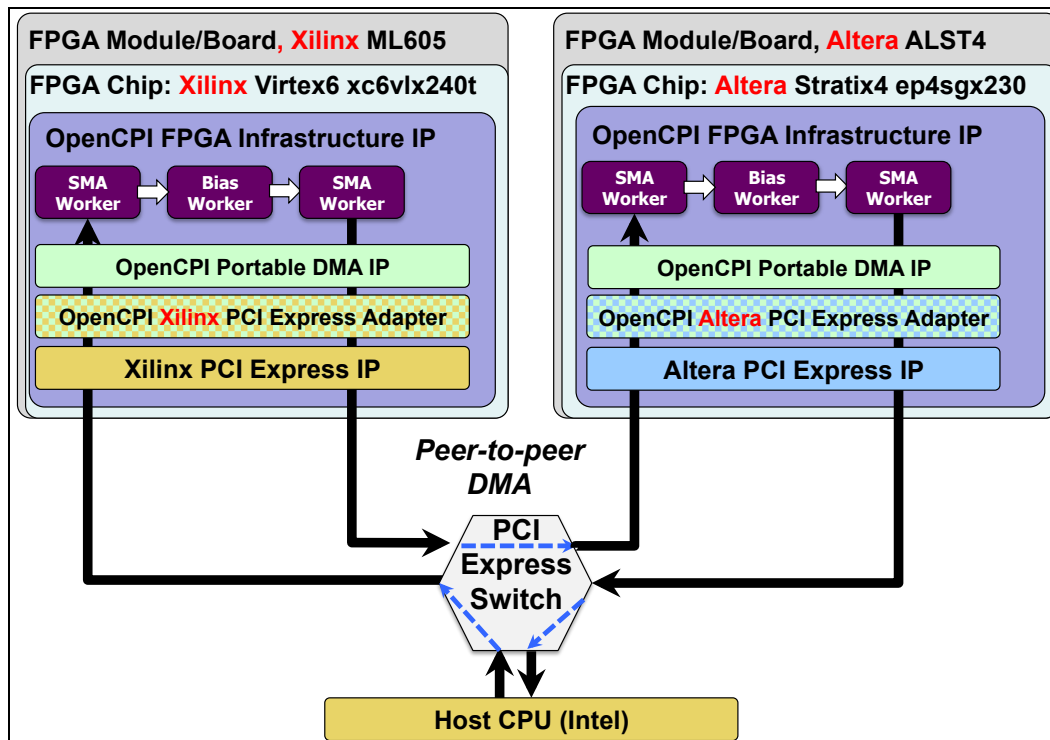 FPGA Module/Board, Xilinx ML605
FPGA Chip: Xilinx Virtex6 xc6vlx240t
OpenCPI FPGA Infrastructure IP
SMA
Worker
Bias
Worker
SMA
Worker
OpenCPI Portable DMA IP
OpenCPI Xilinx PCI Express Adapter
Xilinx PCI Express IP
FPGA Module/Board, Altera ALST4
FPGA Chip: Altera Stratix4 ep4sgx230
OpenCPI FPGA Infrastructure IP
SMA
Worker
Bias
Worker
SMA
Worker
OpenCPI Portable DMA IP
OpenCPI Altera PCI Express Adapter
Altera PCI Express IP
Peer-to-peer
DMA
PCI
Express
Switch
Host CPU (Intel)